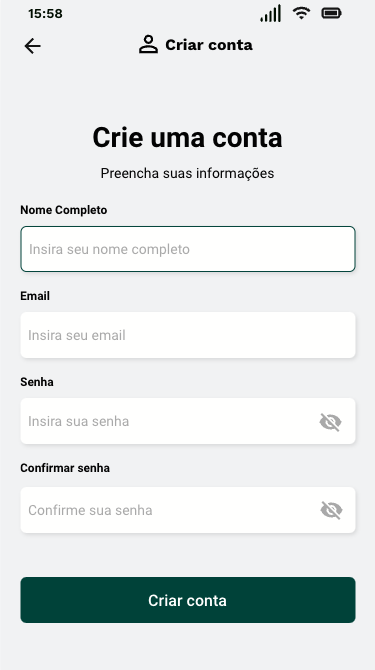 15:58
Criar conta
Crie uma conta
Preencha suas informações
Nome Completo
Insira seu nome completo
Email
Insira seu email
Senha
Insira sua senha
Confirmar senha
Confirme sua senha
Criar conta